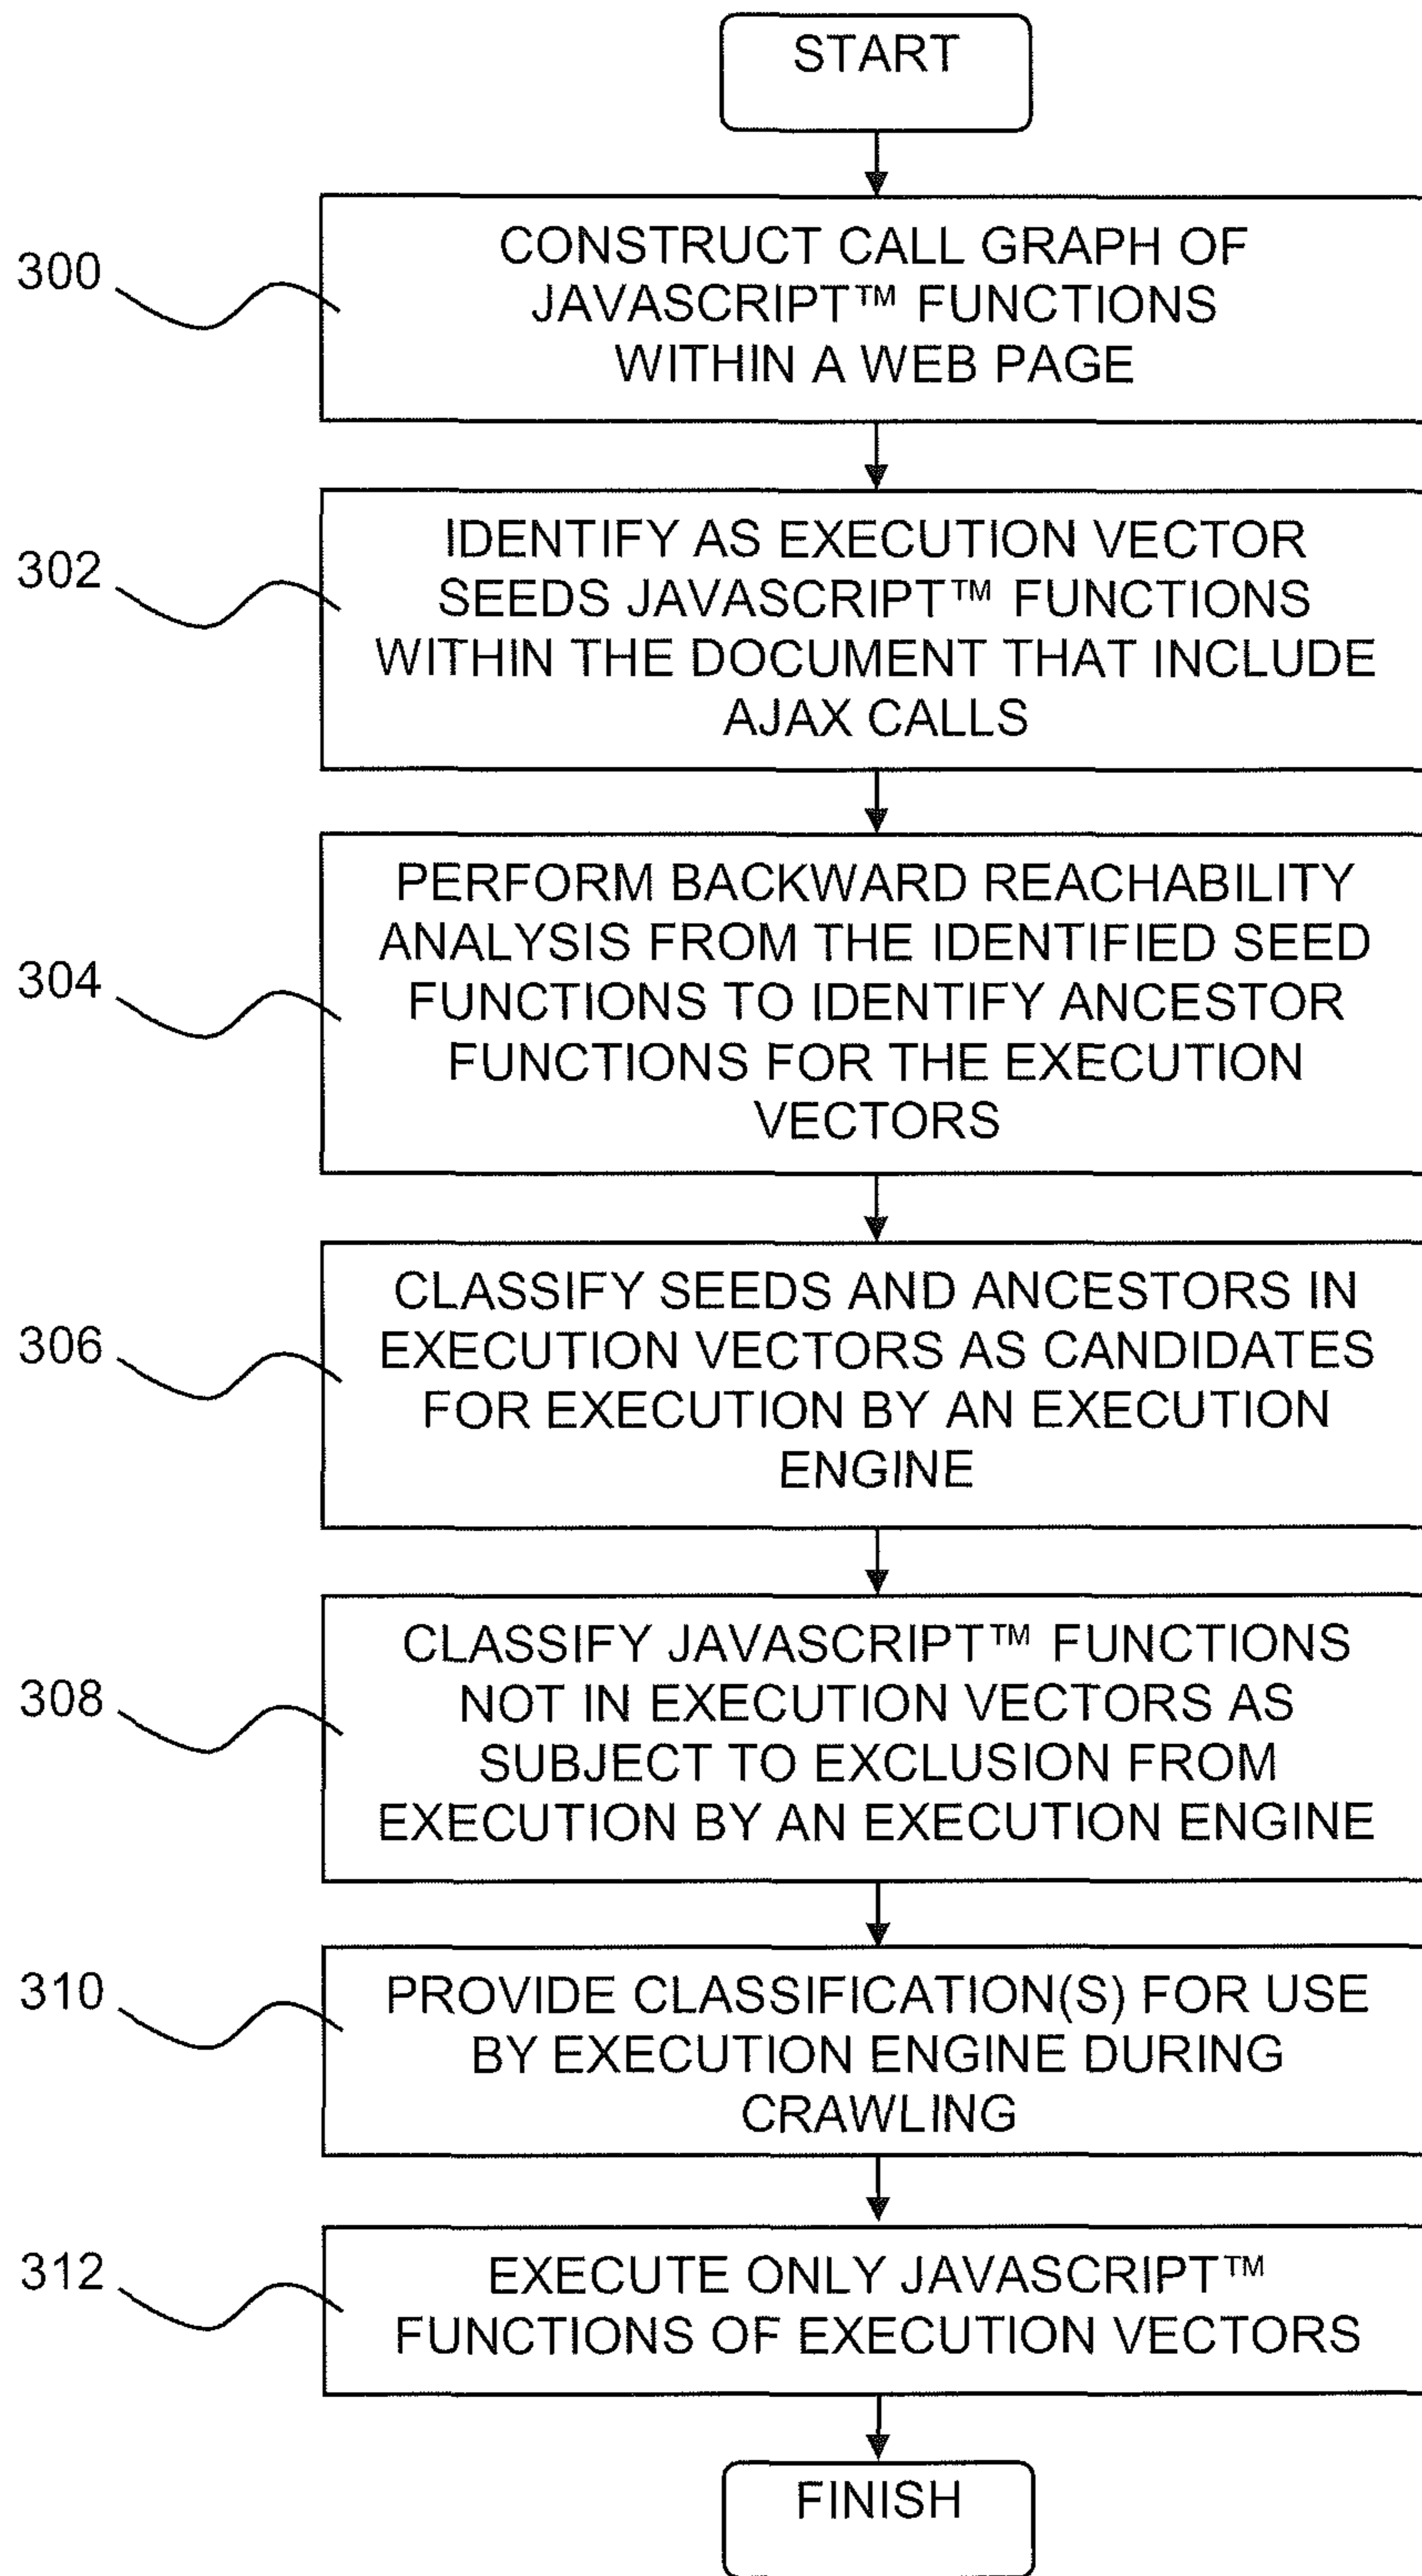 START
300
CONSTRUCT CALL GRAPH OF
JAVASCRIPT™ FUNCTIONS
WITHIN A WEB PAGE
302
IDENTIFY AS EXECUTION VECTOR
SEEDS JAVASCRIPT™ FUNCTIONS
WITHIN THE DOCUMENT THAT INCLUDE
AJAX CALLS
304
PERFORM BACKWARD REACHABILITY
ANALYSIS FROM THE IDENTIFIED SEED
FUNCTIONS TO IDENTIFY ANCESTOR
FUNCTIONS FOR THE EXECUTION
VECTORS
306
CLASSIFY SEEDS AND ANCESTORS IN
EXECUTION VECTORS AS CANDIDATES
FOR EXECUTION BY AN EXECUTION
ENGINE
308
CLASSIFY JAVASCRIPT™ FUNCTIONS
NOT IN EXECUTION VECTORS AS
SUBJECT TO EXCLUSION FROM
EXECUTION BY AN EXECUTION ENGINE
310
PROVIDE CLASSIFICATION(S) FOR USE
BY EXECUTION ENGINE DURING
CRAWLING
312
EXECUTE ONLY JAVASCRIPT™
FUNCTIONS OF EXECUTION VECTORS
FINISH